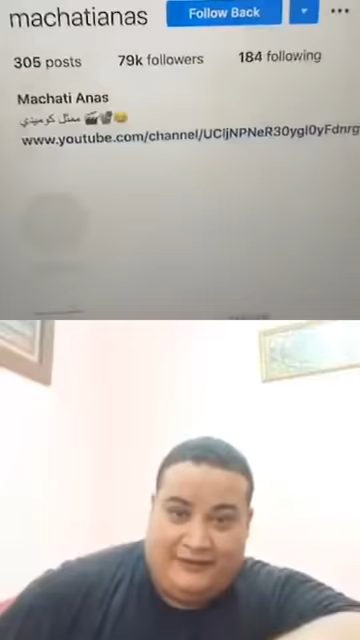 machatianas Follow Back
305 posts 79k followers 184 following
Machati Anas
ممثل كوميدي 🎬📽😂
www.youtube.com/channel/UCljNPNeR30ygl0yFdnrg